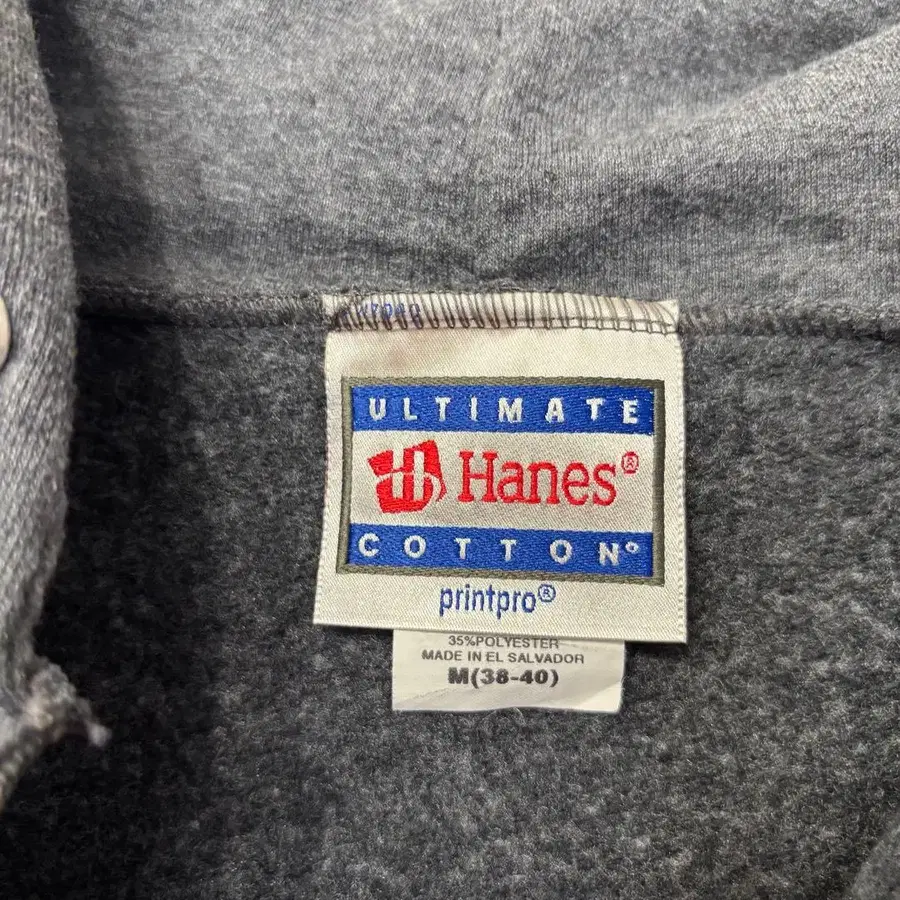 ULTIMATE
Hanes®
COTTON®
printpro®
35%POLYESTER
MADE IN EL SALVADOR
M(38-40)